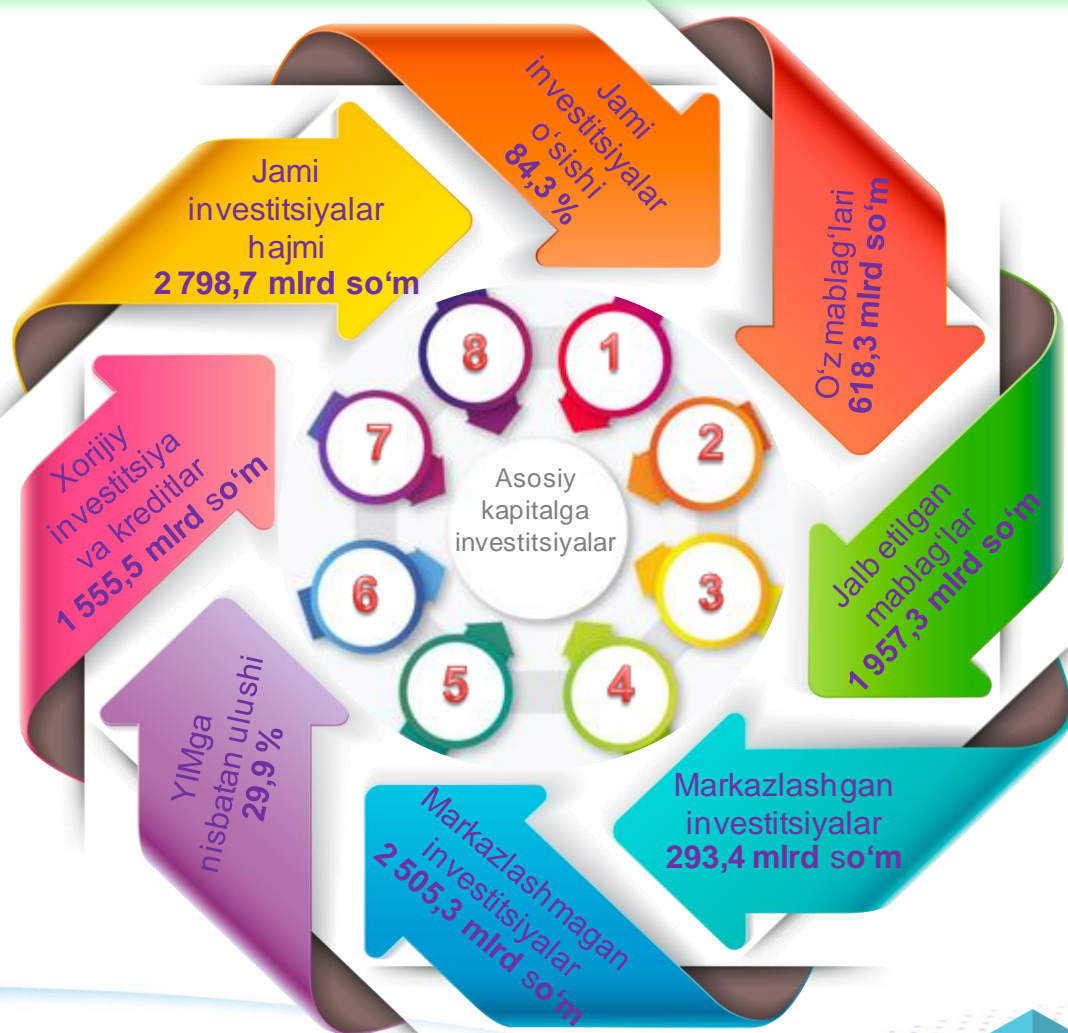 Jami
investitsiyalar
hajmi
2 798,7 mlrd so‘m
Jami
investitsiyalar
o‘sishi
84,3 %
O‘z mablag‘lari
618,3 mlrd so‘m
Jalb etilgan
mablag‘lar
1 957,3 mlrd so‘m
Markazlashgan
investitsiyalar
293,4 mlrd so‘m
Markazlashmagan
investitsiyalar
2 505,3 mlrd so‘m
YIMga
nisbatan ulushi
29,9 %
Xorijiy
investitsiya
va kreditlar
1 555,5 mlrd so‘m
Asosiy
kapitalga
investitsiyalar
1
2
3
4
5
6
7
8